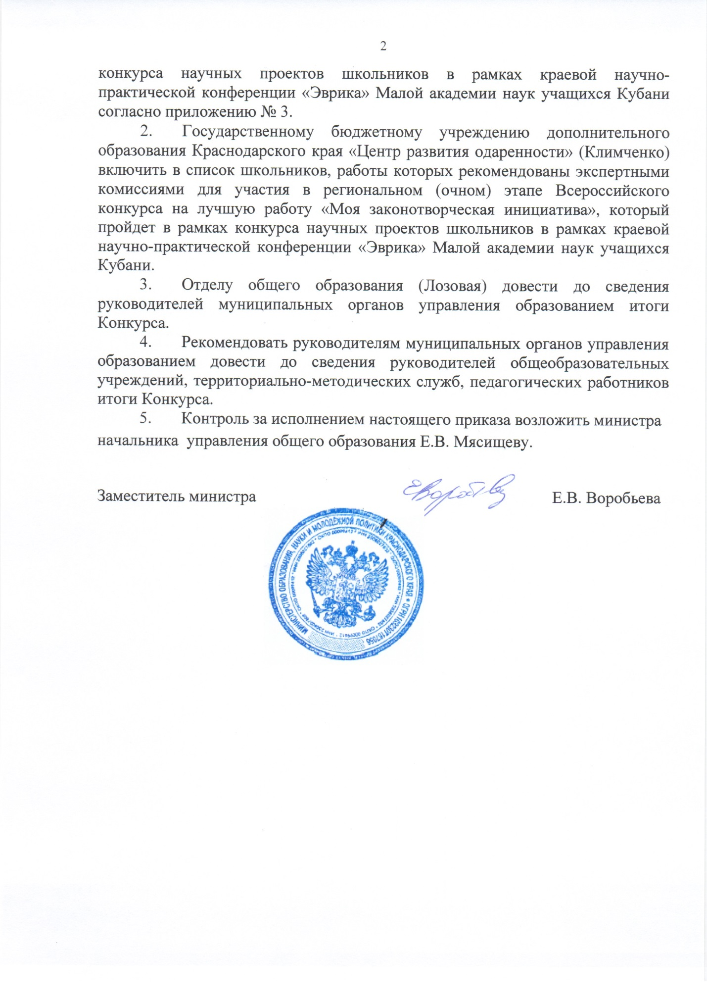 2
конкурса научных проектов школьников в рамках краевой научно-
практической конференции «Эврика» Малой академии наук учащихся Кубани
согласно приложению № 3.
2. Государственному бюджетному учреждению дополнительного
образования Краснодарского края «Центр развития одаренности» (Климченко)
включить в список школьников, работы которых рекомендованы экспертными
комиссиями для участия в региональном (очном) этапе Всероссийского
конкурса на лучшую работу «Моя законотворческая инициатива», который
пройдет в рамках конкурса научных проектов школьников в рамках краевой
научно-практической конференции «Эврика» Малой академии наук учащихся
Кубани.
3. Отделу общего образования (Лозовая) довести до сведения
руководителей муниципальных органов управления образованием итоги
Конкурса.
4. Рекомендовать руководителям муниципальных органов управления
образованием довести до сведения руководителей общеобразовательных
учреждений, территориально-методических служб, педагогических работников
итоги Конкурса.
5. Контроль за исполнением настоящего приказа возложить министра
начальника управления общего образования Е.В. Мясищеву.
Заместитель министра Е.В. Воробьева
МИНИСТЕРСТВО ОБРАЗОВАНИЯ, НАУКИ И МОЛОДЁЖНОЙ ПОЛИТИКИ КРАСНОДАРСКОГО КРАЯ * ОГРН 1032307167056